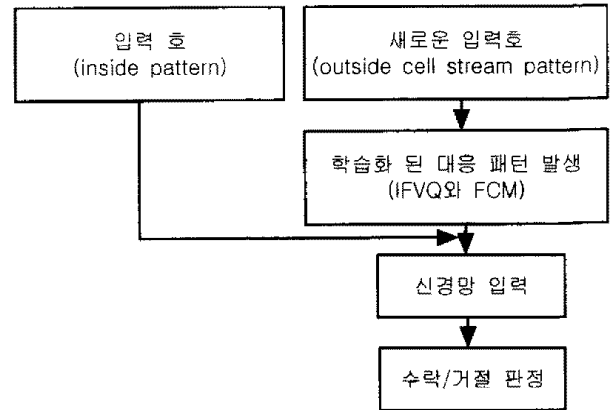 입력 호
(inside pattern)
새로운 입력호
(outside cell stream pattern)
학습화 된 대응 패턴 발생
(IFVQ와 FCM)
신경망 입력
수락/거절 판정